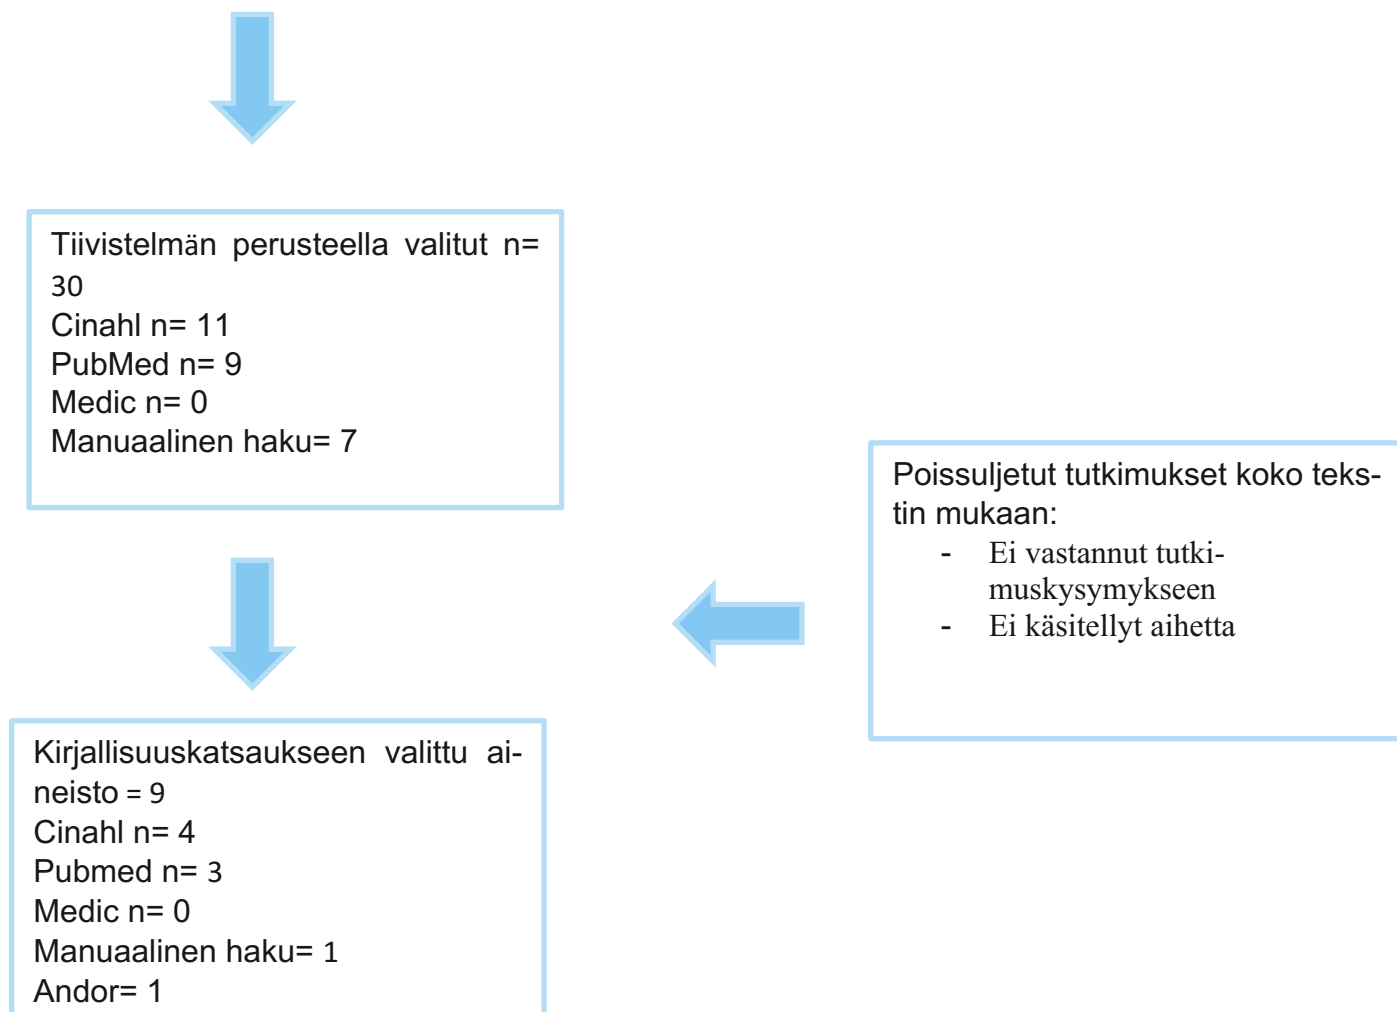 Tiivistelmän perusteella valitut n=
30
Cinahl n= 11
PubMed n= 9
Medic n= 0
Manuaalinen haku= 7
Poissuljetut tutkimukset koko teks-
tin mukaan:
- Ei vastannut tutki-
muskysymykseen
- Ei käsitellyt aihetta
Kirjallisuuskatsaukseen valittu ai-
neisto = 9
Cinahl n= 4
Pubmed n= 3
Medic n= 0
Manuaalinen haku= 1
Andor= 1